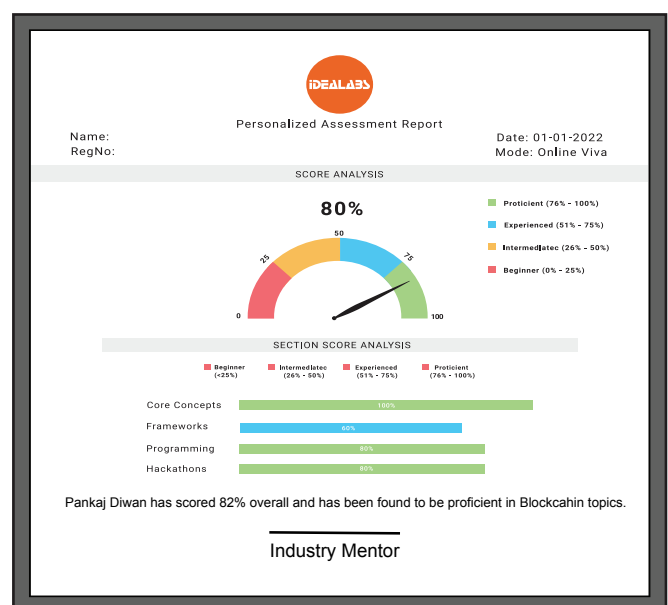 iDEALABS
Personalized Assessment Report
Name:
RegNo:
Date: 01-01-2022
Mode: Online Viva
SCORE ANALYSIS
80%
0
25
50
75
100
Proticient (76% - 100%)
Experienced (51% - 75%)
Intermediatec (26% - 50%)
Beginner (0% - 25%)
SECTION SCORE ANALYSIS
Beginner Intermediatec Experienced Proticient
(<25%) (26% - 50%) (51% - 75%) (76% - 100%)
Core Concepts 100%
Frameworks 60%
Programming 80%
Hackathons 80%
Pankaj Diwan has scored 82% overall and has been found to be proficient in Blockcahin topics.
Industry Mentor